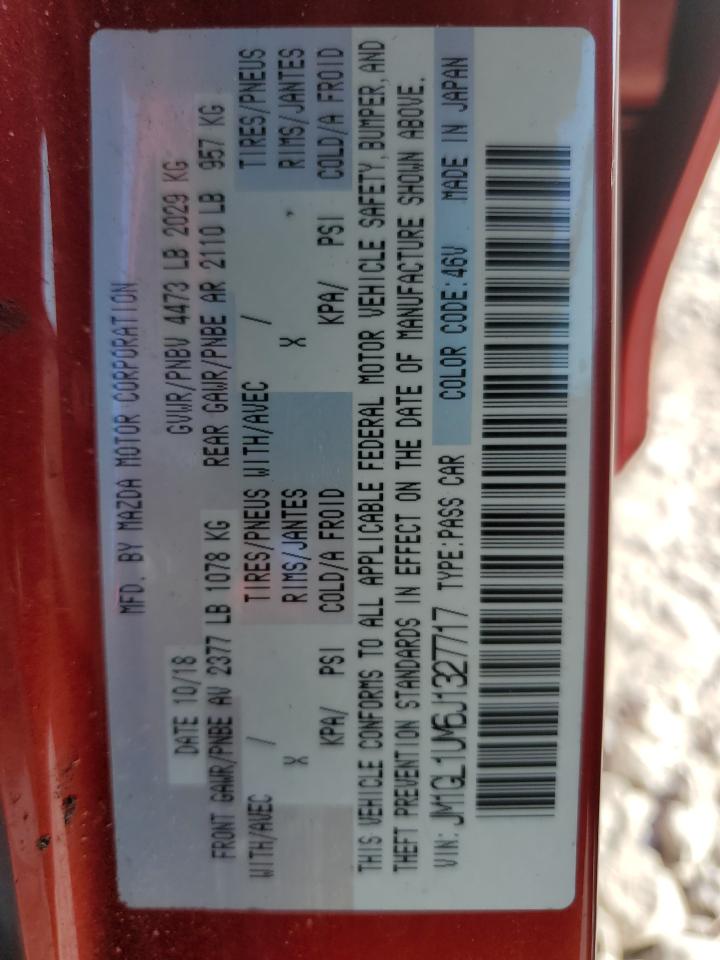 MFD. BY MAZDA MOTOR CORPORATION
DATE 10/18 GVWR/PNBV 4473 LB 2029 KG
FRONT GAWR/PNBE AV 2377 LB 1078 KG REAR GAWR/PNBE AR 2110 LB 957 KG
WITH/AVEC / TIRES/PNEUS WITH/AVEC / TIRES/PNEUS
X RIMS/JANTES X RIMS/JANTES
KPA/ PSI COLD/A FROID KPA/ PSI COLD/A FROID
THIS VEHICLE CONFORMS TO ALL APPLICABLE FEDERAL MOTOR VEHICLE SAFETY, BUMPER, AND
THEFT PREVENTION STANDARDS IN EFFECT ON THE DATE OF MANUFACTURE SHOWN ABOVE.
VIN: JM1GL1UM6J1327717 TYPE:PASS CAR COLOR CODE:46V MADE IN JAPAN